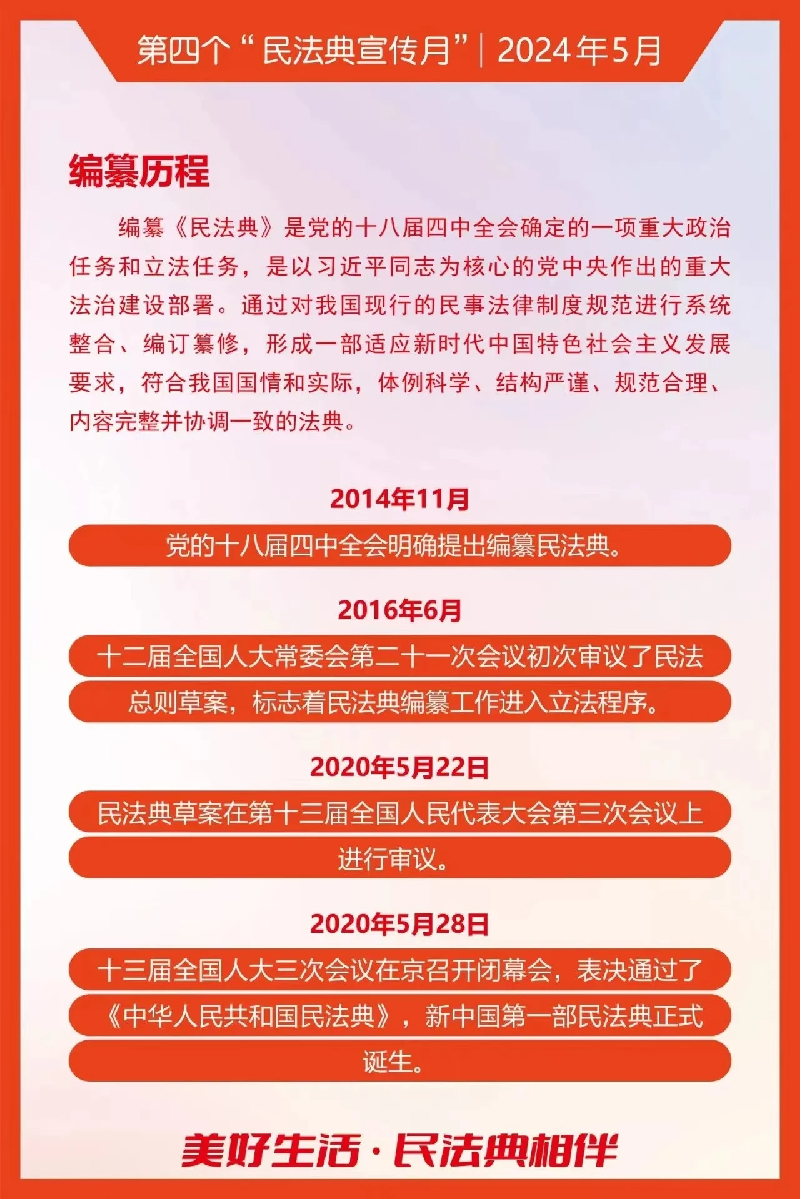 第四个“民法典宣传月”|2024年5月
编纂历程
编纂《民法典》是党的十八届四中全会确定的一项重大政治
任务和立法任务，是以习近平同志为核心的党中央作出的重大
法治建设部署。通过对我国现行的民事法律制度规范进行系统
整合、编订纂修，形成一部适应新时代中国特色社会主义发展
要求，符合我国国情和实际，体例科学、结构严谨、规范合理、
内容完整并协调一致的法典。
2014年11月
党的十八届四中全会明确提出编纂民法典。
2016年6月
十二届全国人大常委会第二十一次会议初次审议了民法
总则草案，标志着民法典编纂工作进入立法程序。
2020年5月22日
民法典草案在第十三届全国人民代表大会第三次会议上
进行审议。
2020年5月28日
十三届全国人大三次会议在京召开闭幕会，表决通过了
《中华人民共和国民法典》，新中国第一部民法典正式
诞生。
美好生活·民法典相伴